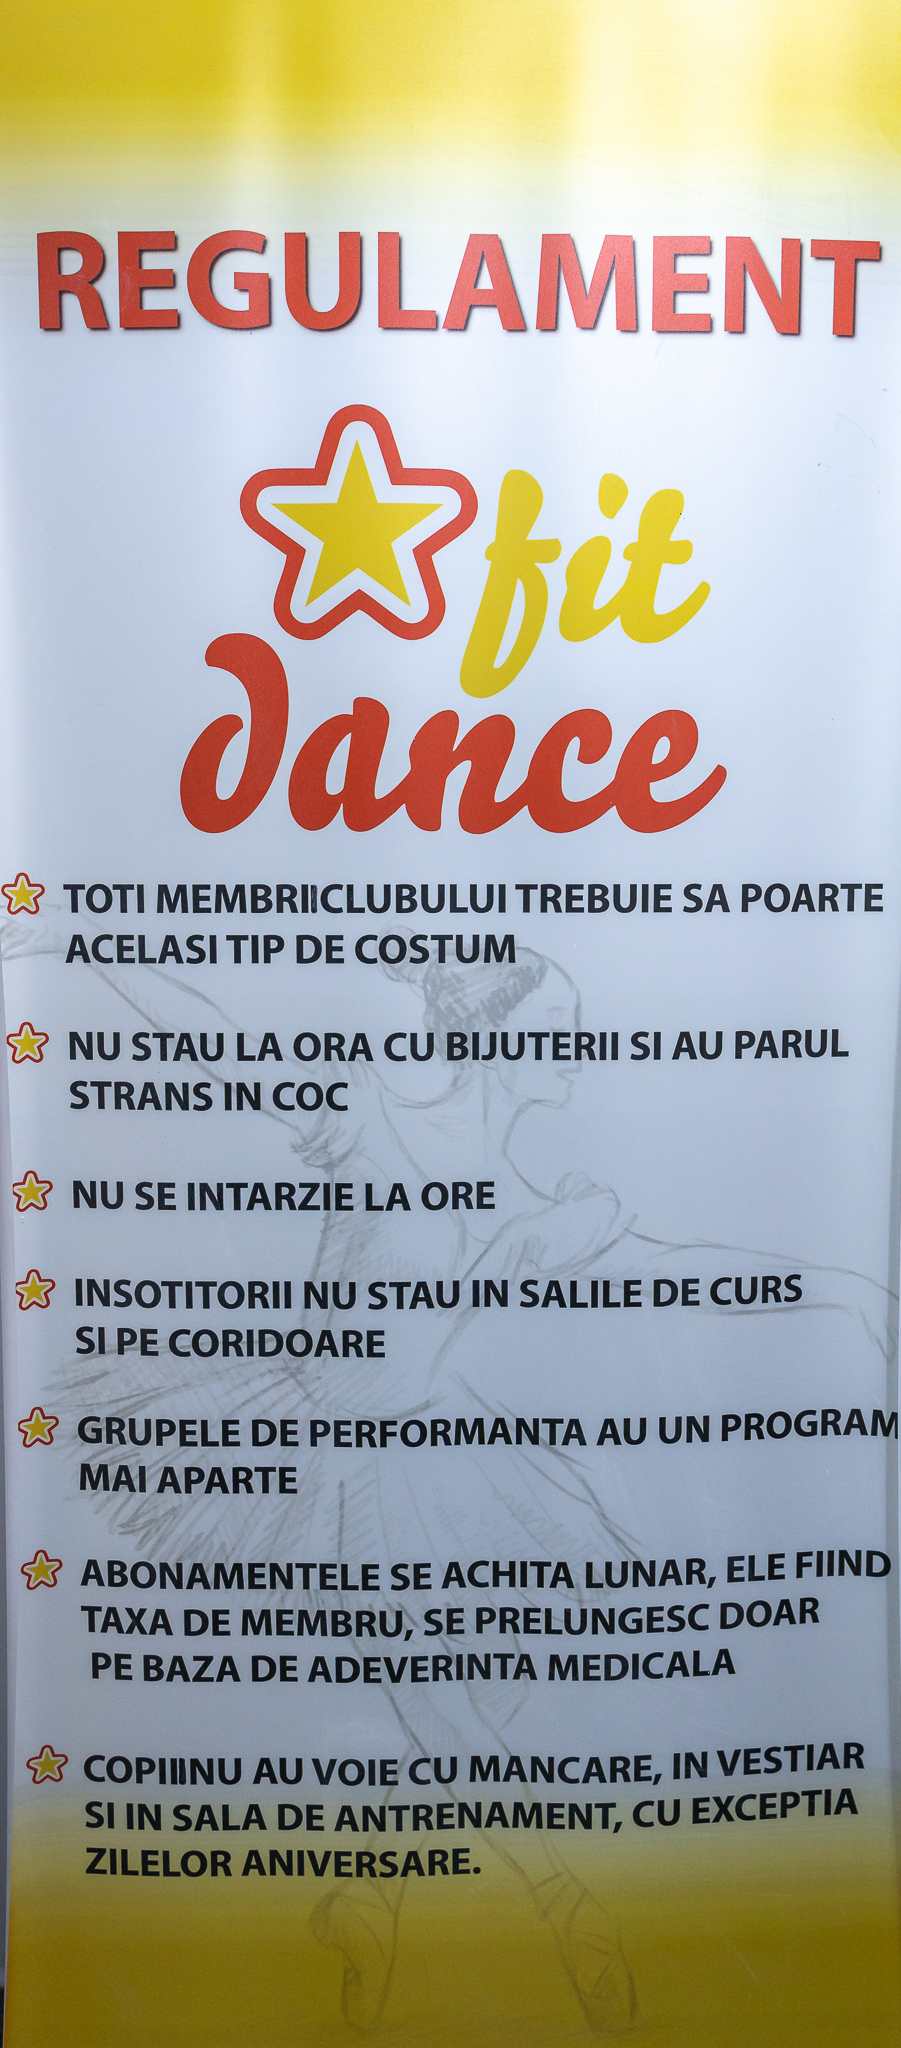 REGULAMENT
fit
dance
TOTI MEMBRII CLUBULUI TREBUIE SA POARTE
ACELASI TIP DE COSTUM
NU STAU LA ORA CU BIJUTERII SI AU PARUL
STRANS IN COC
NU SE INTARZIE LA ORE
INSOTITORII NU STAU IN SALILE DE CURS
SI PE CORIDOARE
GRUPELE DE PERFORMANTA AU UN PROGRAM
MAI APARTE
ABONAMENTELE SE ACHITA LUNAR, ELE FIIND
TAXA DE MEMBRU, SE PRELUNGESC DOAR
PE BAZA DE ADEVERINTA MEDICALA
COPIII NU AU VOIE CU MANCARE, IN VESTIAR
SI IN SALA DE ANTRENAMENT, CU EXCEPTIA
ZILELOR ANIVERSARE.